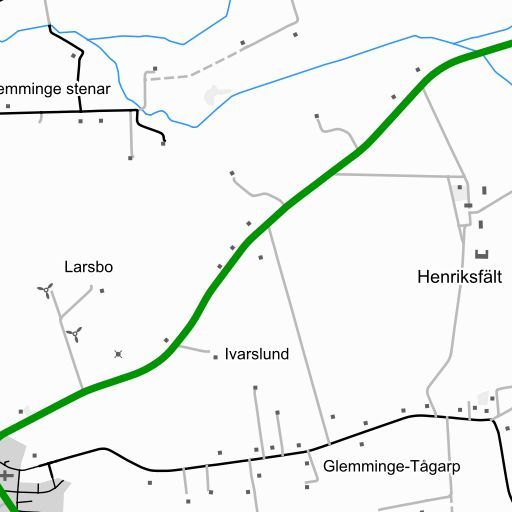 emminge stenar
Larsbo
Henriksfält
Ivarslund
Glemminge-Tågarp